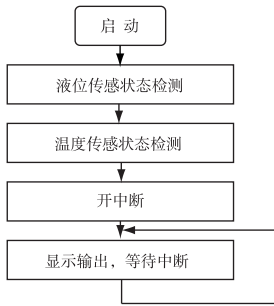 启 动
液位传感状态检测
温度传感状态检测
开中断
显示输出，等待中断